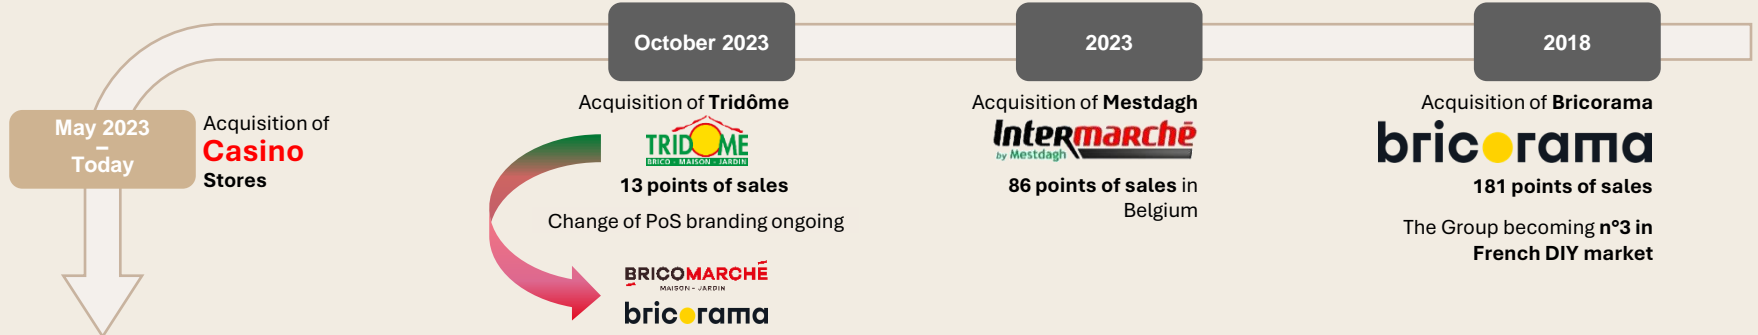 October 2023
2023
2018
May 2023
–
Today
Acquisition of
Casino
Stores
Acquisition of Tridôme
TRIDOME
BRICO - MAISON - JARDIN
13 points of sales
Change of PoS branding ongoing
BRICOMARCHÉ
MAISON - JARDIN
bricorama
Acquisition of Mestdagh
Intermarchē
by Mestdagh
86 points of sales in
Belgium
Acquisition of Bricorama
bricorama
181 points of sales
The Group becoming n°3 in
French DIY market